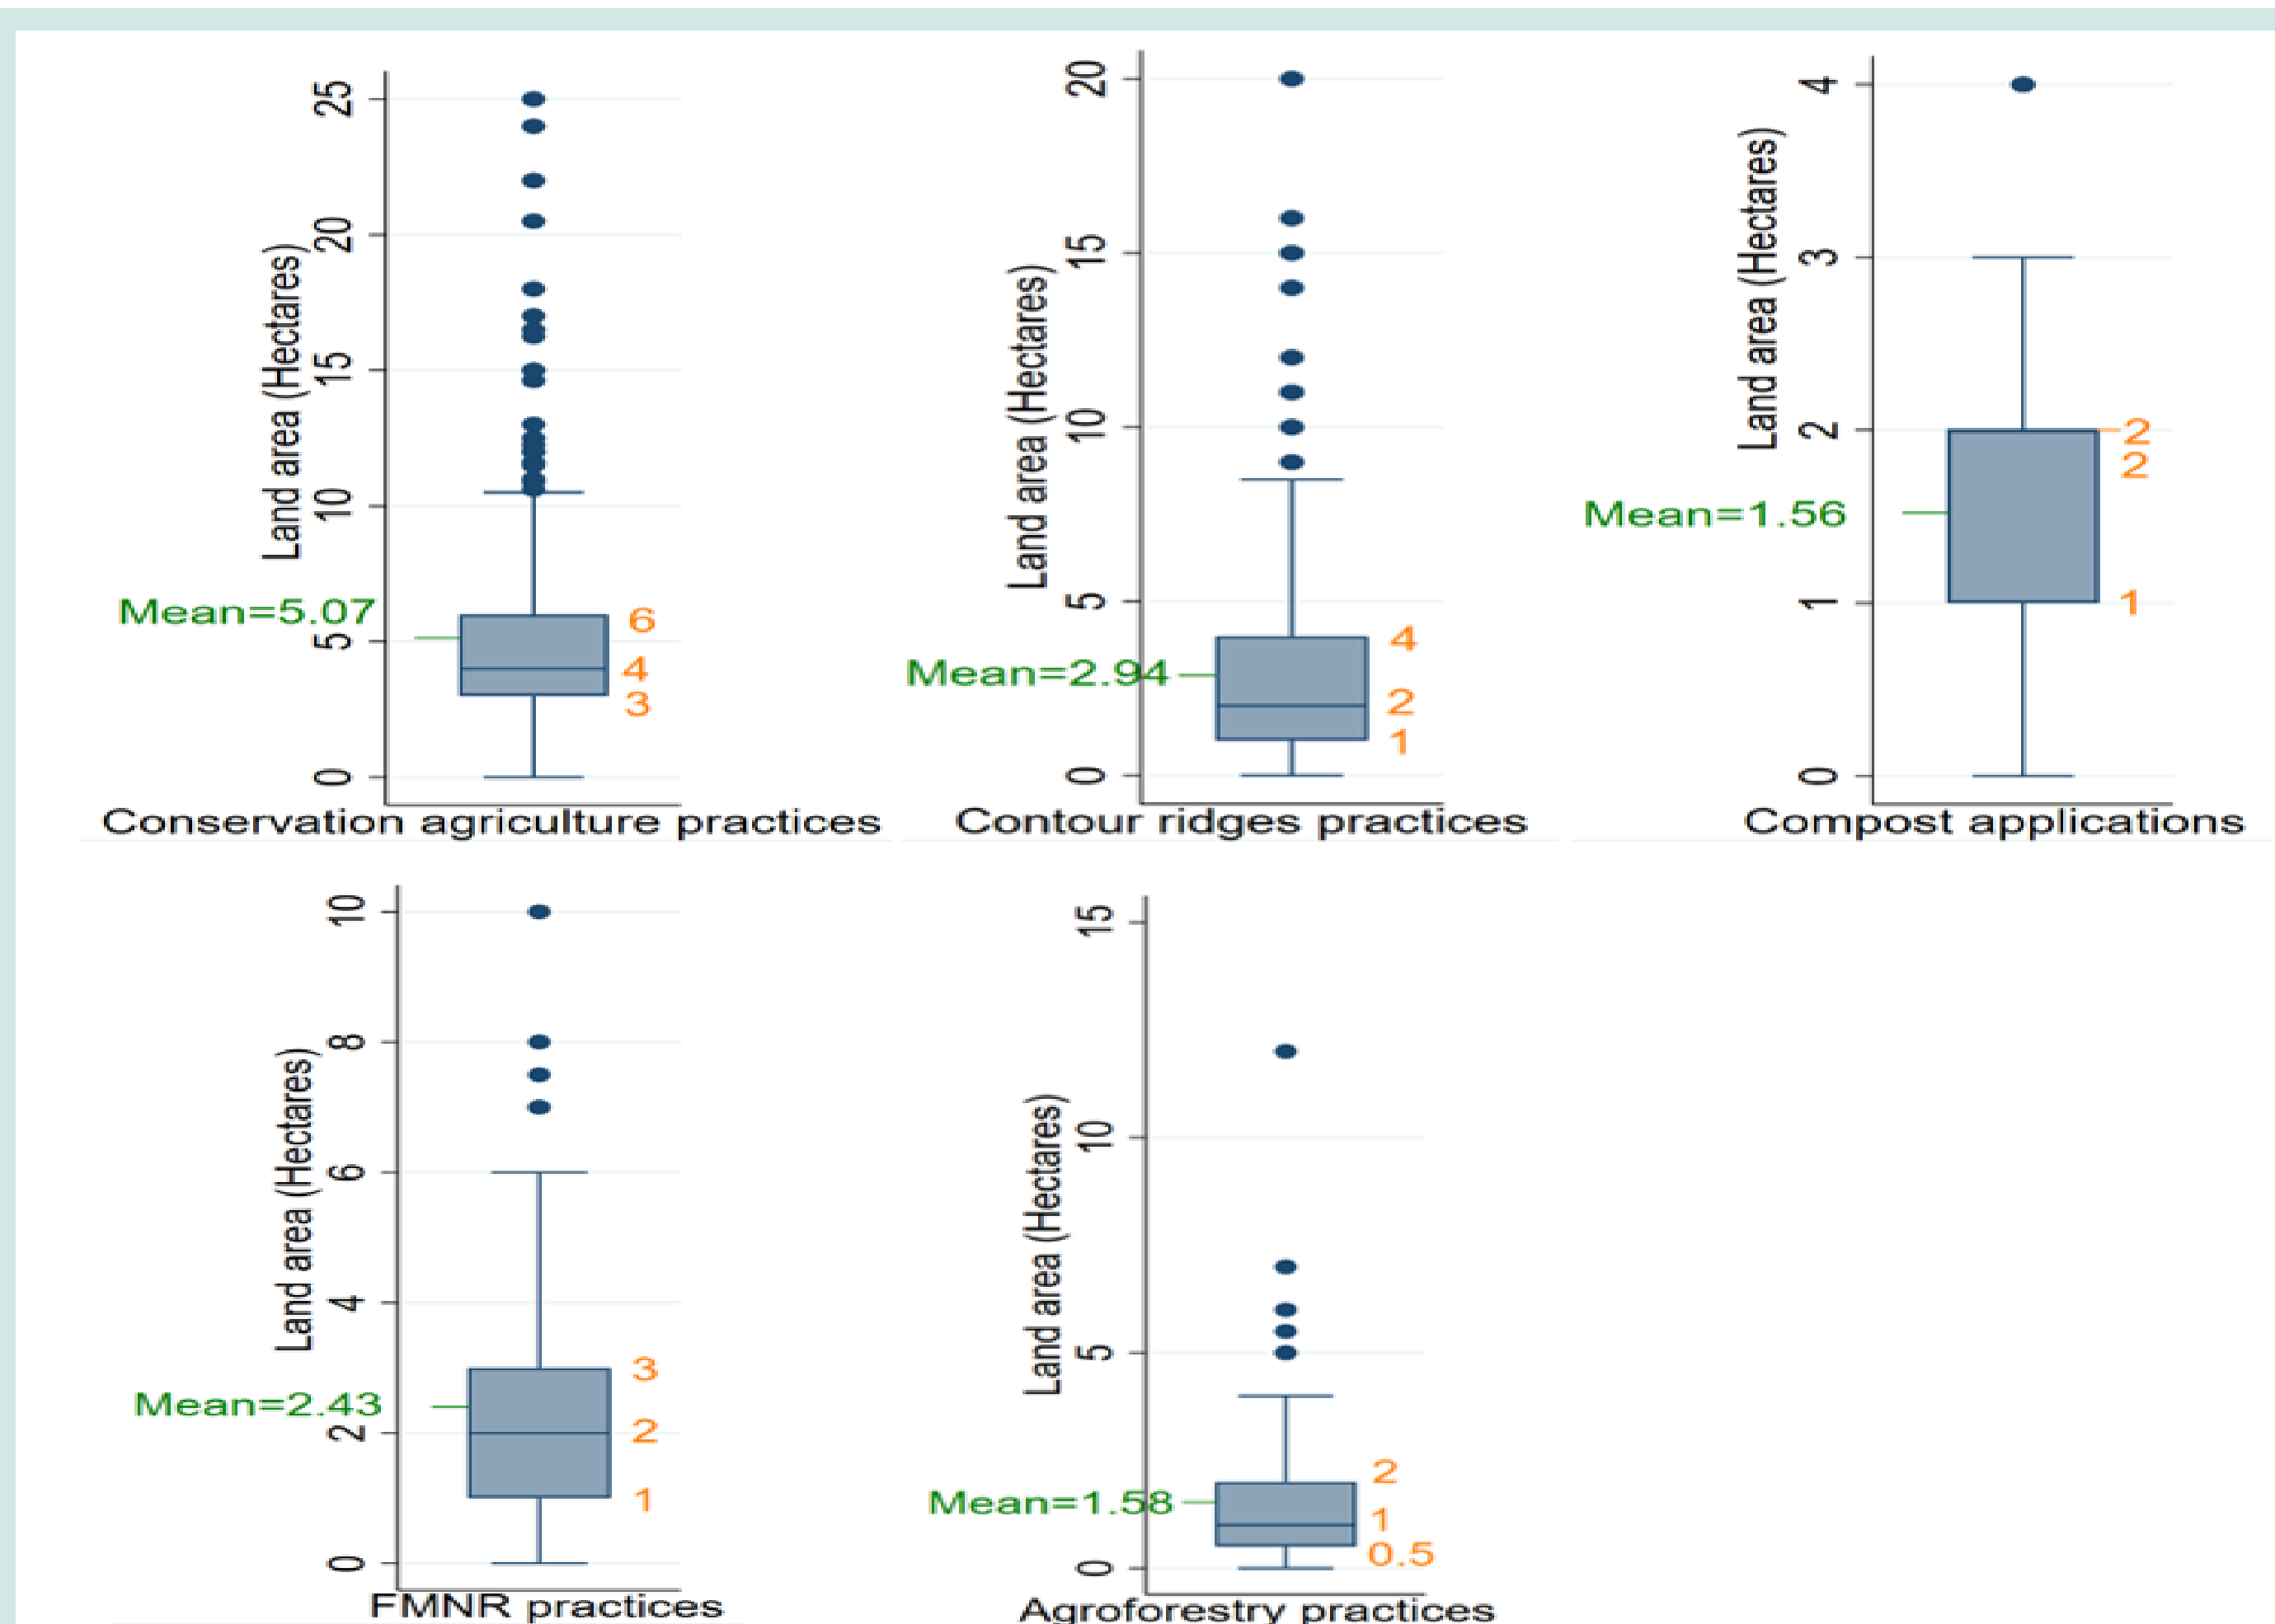 Land area (Hectares)
25
20
15
10
5
0
Mean=5.07
6
4
3
Conservation agriculture practices
Land area (Hectares)
20
15
10
5
0
Mean=2.94
4
2
1
Contour ridges practices
Land area (Hectares)
4
3
2
1
0
Mean=1.56
2
2
1
Compost applications
Land area (Hectares)
10
8
6
4
2
0
Mean=2.43
3
2
1
FMNR practices
Land area (Hectares)
15
10
5
0
Mean=1.58
2
1
0.5
Agroforestry practices